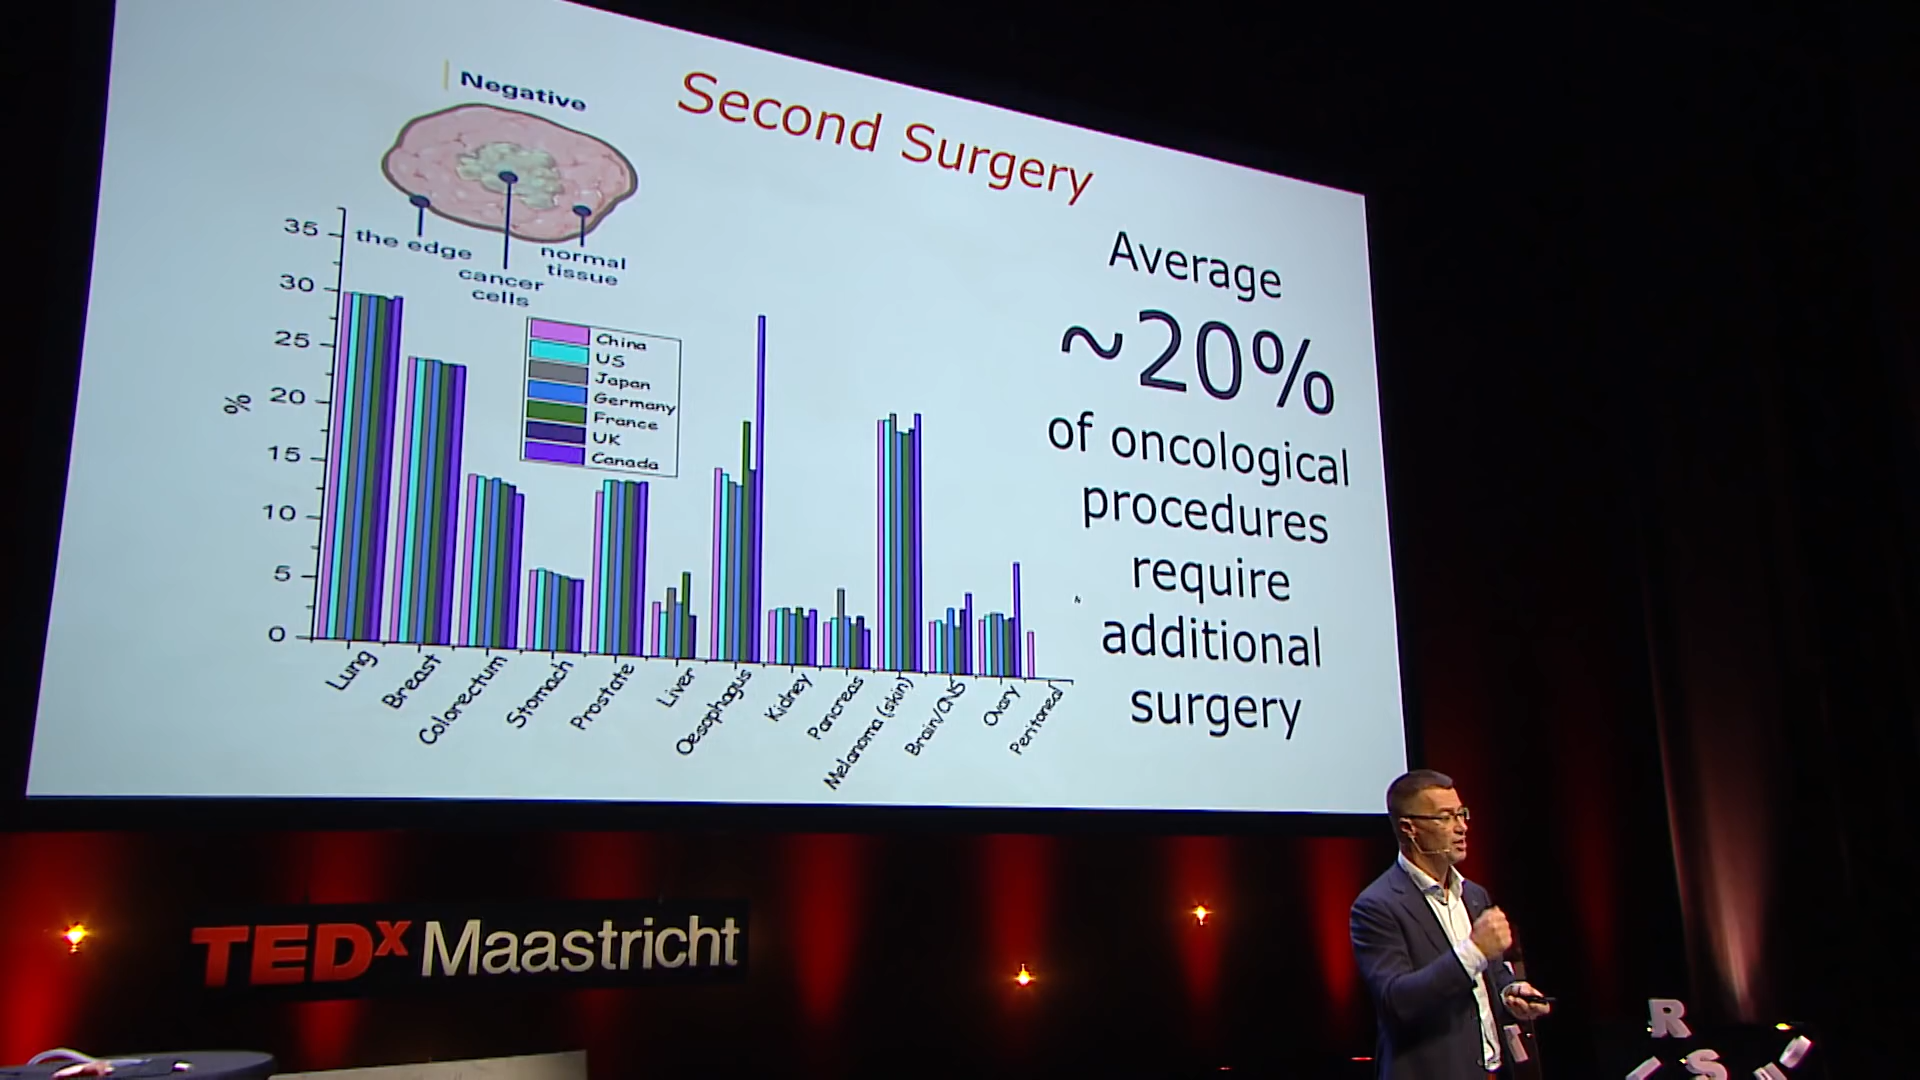 Second Surgery
Negative
the edge
cancer
cells
normal
tissue
%
35
30
25
20
15
10
5
0
China
US
Japan
Germany
France
UK
Canada
Lung
Breast
Colorectum
Stomach
Prostate
Liver
Oesophagus
Kidney
Pancreas
Melanoma (skin)
Brain/CNS
Ovary
Peritoneal
Average
~20%
of oncological
procedures
require
additional
surgery
TEDx Maastricht
R
S